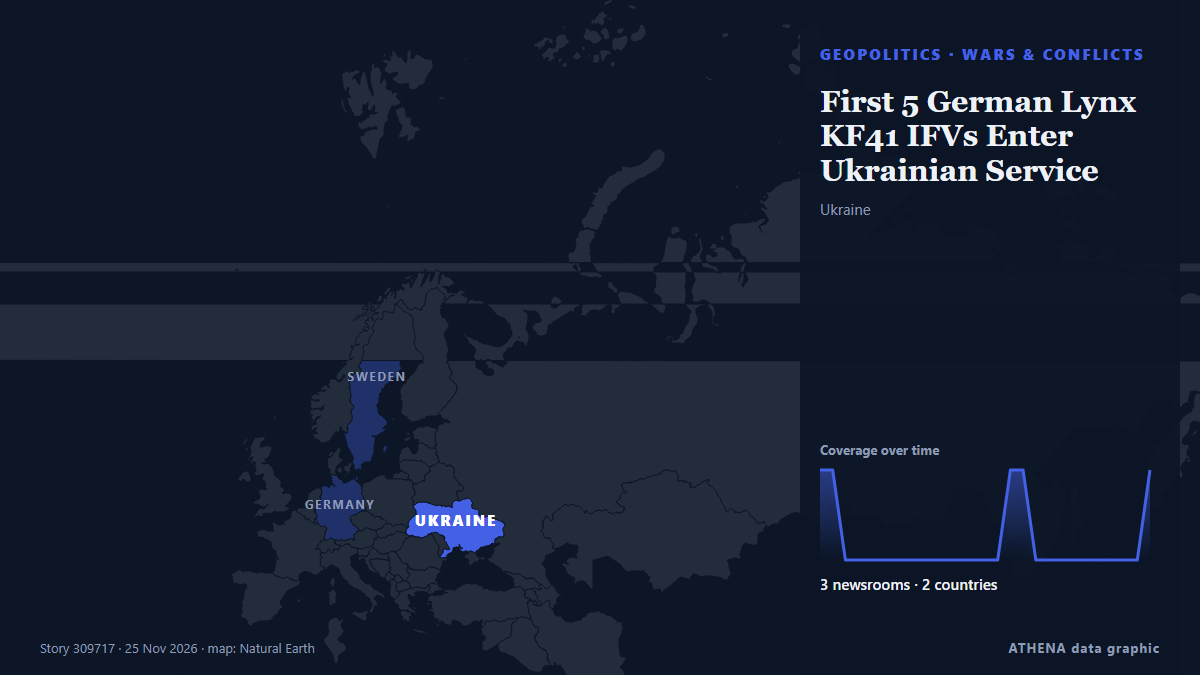 GEOPOLITICS · WARS & CONFLICTS
First 5 German Lynx
KF41 IFVs Enter
Ukrainian Service
Ukraine
SWEDEN
GERMANY
UKRAINE
Coverage over time
3 newsrooms · 2 countries
Story 309717 · 25 Nov 2026 · map: Natural Earth
ATHENA data graphic